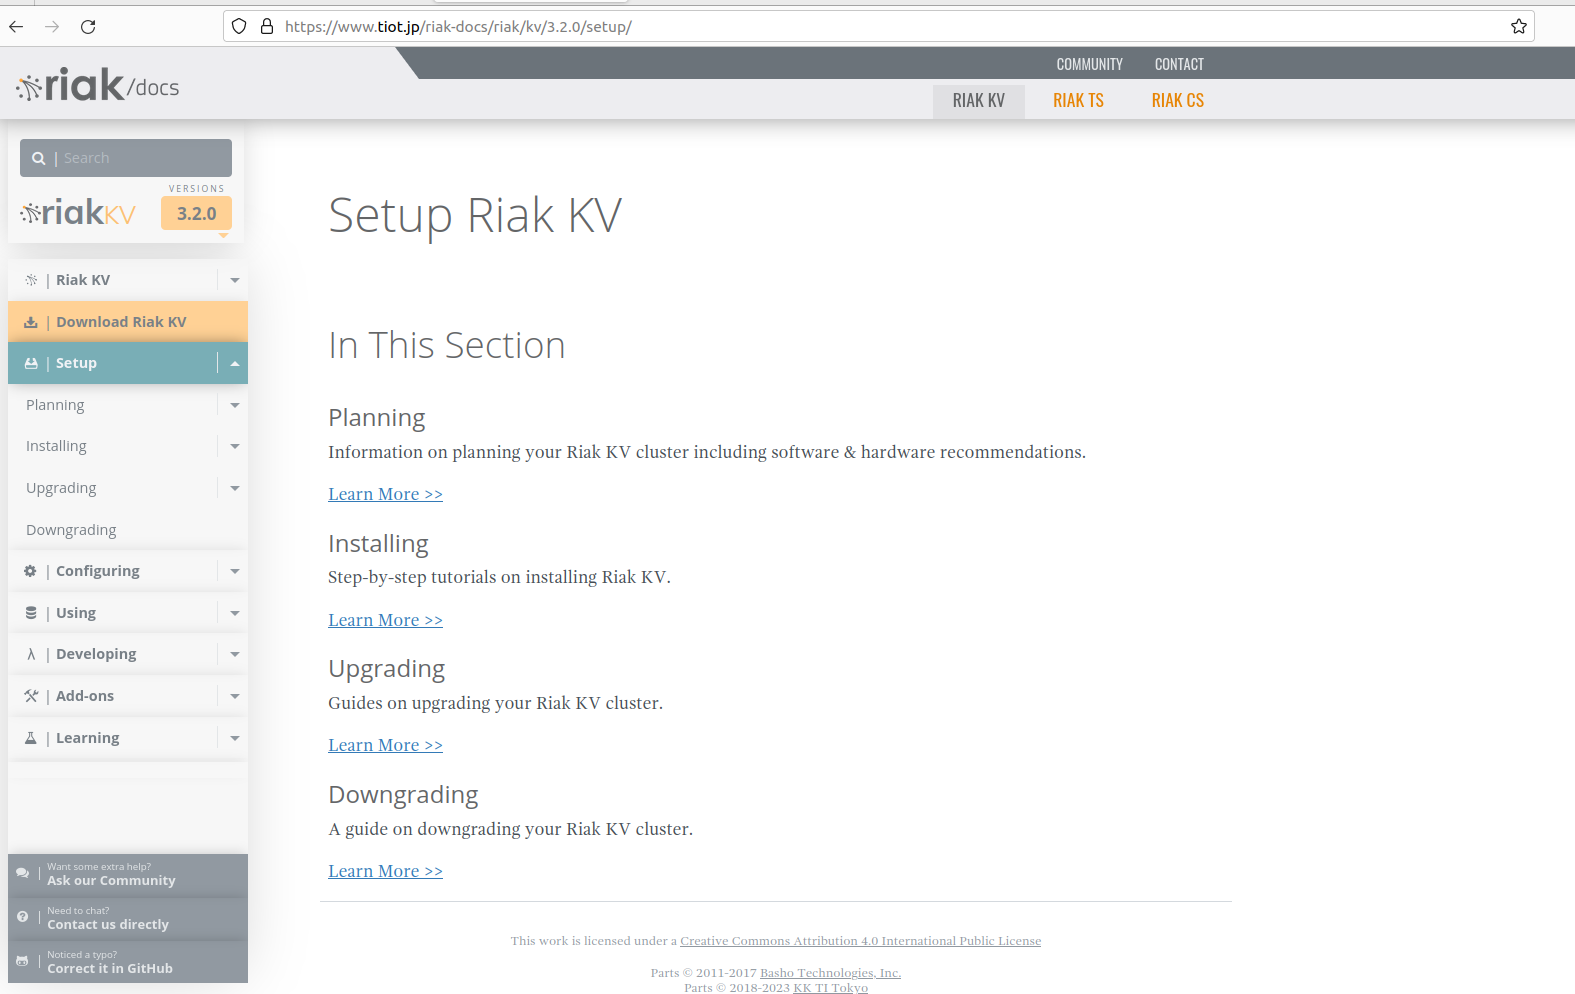 https://www.tiot.jp/riak-docs/riak/kv/3.2.0/setup/
COMMUNITY CONTACT
riak/docs
RIAK KV RIAK TS RIAK CS
| Search
VERSIONS
riak KV 3.2.0
| Riak KV
| Download Riak KV
| Setup
Planning
Installing
Upgrading
Downgrading
| Configuring
| Using
λ | Developing
| Add-ons
| Learning
Want some extra help?
Ask our Community
Need to chat?
Contact us directly
Noticed a typo?
Correct it in GitHub
Setup Riak KV
In This Section
Planning
Information on planning your Riak KV cluster including software & hardware recommendations.
Learn More >>
Installing
Step-by-step tutorials on installing Riak KV.
Learn More >>
Upgrading
Guides on upgrading your Riak KV cluster.
Learn More >>
Downgrading
A guide on downgrading your Riak KV cluster.
Learn More >>
This work is licensed under a Creative Commons Attribution 4.0 International Public License
Parts © 2011-2017 Basho Technologies, Inc.
Parts © 2018-2023 KK TI Tokyo